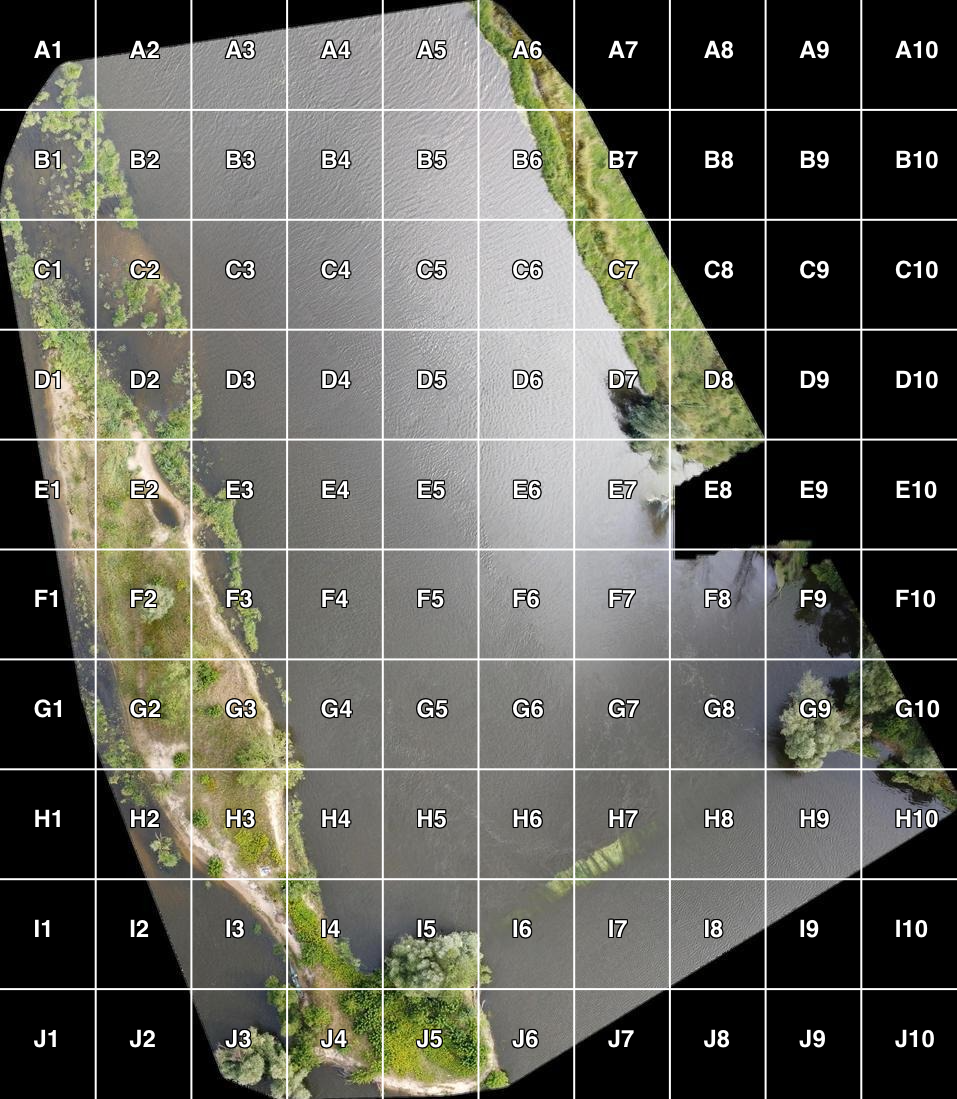 A1 A2 A3 A4 A5 A6 A7 A8 A9 A10
B1 B2 B3 B4 B5 B6 B7 B8 B9 B10
C1 C2 C3 C4 C5 C6 C7 C8 C9 C10
D1 D2 D3 D4 D5 D6 D7 D8 D9 D10
E1 E2 E3 E4 E5 E6 E7 E8 E9 E10
F1 F2 F3 F4 F5 F6 F7 F8 F9 F10
G1 G2 G3 G4 G5 G6 G7 G8 G9 G10
H1 H2 H3 H4 H5 H6 H7 H8 H9 H10
I1 I2 I3 I4 I5 I6 I7 I8 I9 I10
J1 J2 J3 J4 J5 J6 J7 J8 J9 J10